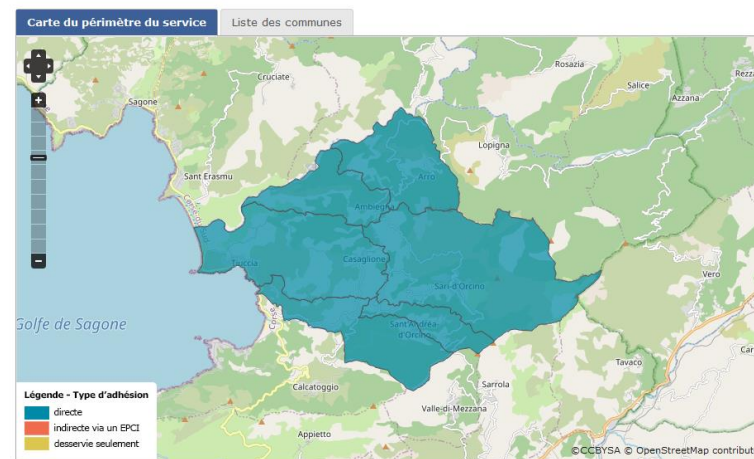 Carte du périmètre du service
Liste des communes
Rosazia
Cruciate
Salice
Rezz
Azzana
Sagone
Lopigna
Sant Erasmu
Arro
Ambiegna
Tiuccia
Casaglione
Vero
Sari-d'Orcino
Golfe de Sagone
Sant'Andréa-
d'Orcino
Tavaco
Car
Légende - Type d'adhésion
Calcatoggio
Sarrola
directe
Valle-di-Mezzana
indirecte via un EPCI
Appietto
desservie seulement
©CCBYSA © OpenStreetMap contribut